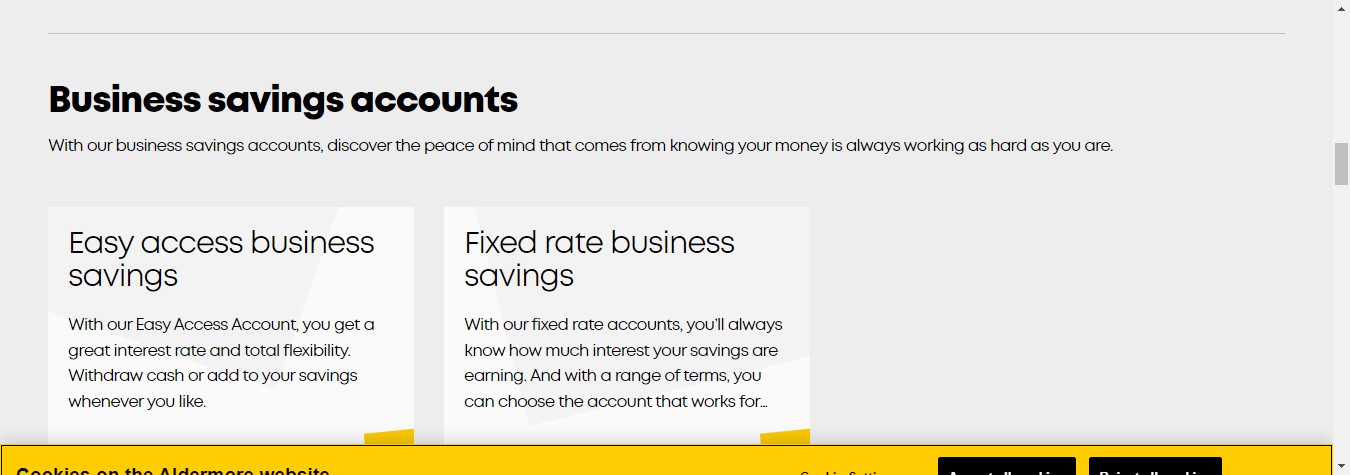 Business savings accounts
With our business savings accounts, discover the peace of mind that comes from knowing your money is always working as hard as you are.
Easy access business
savings
With our Easy Access Account, you get a
great interest rate and total flexibility.
Withdraw cash or add to your savings
whenever you like.
Fixed rate business
savings
With our fixed rate accounts, you'll always
know how much interest your savings are
earning. And with a range of terms, you
can choose the account that works for...
Cookies on the Aldermore website